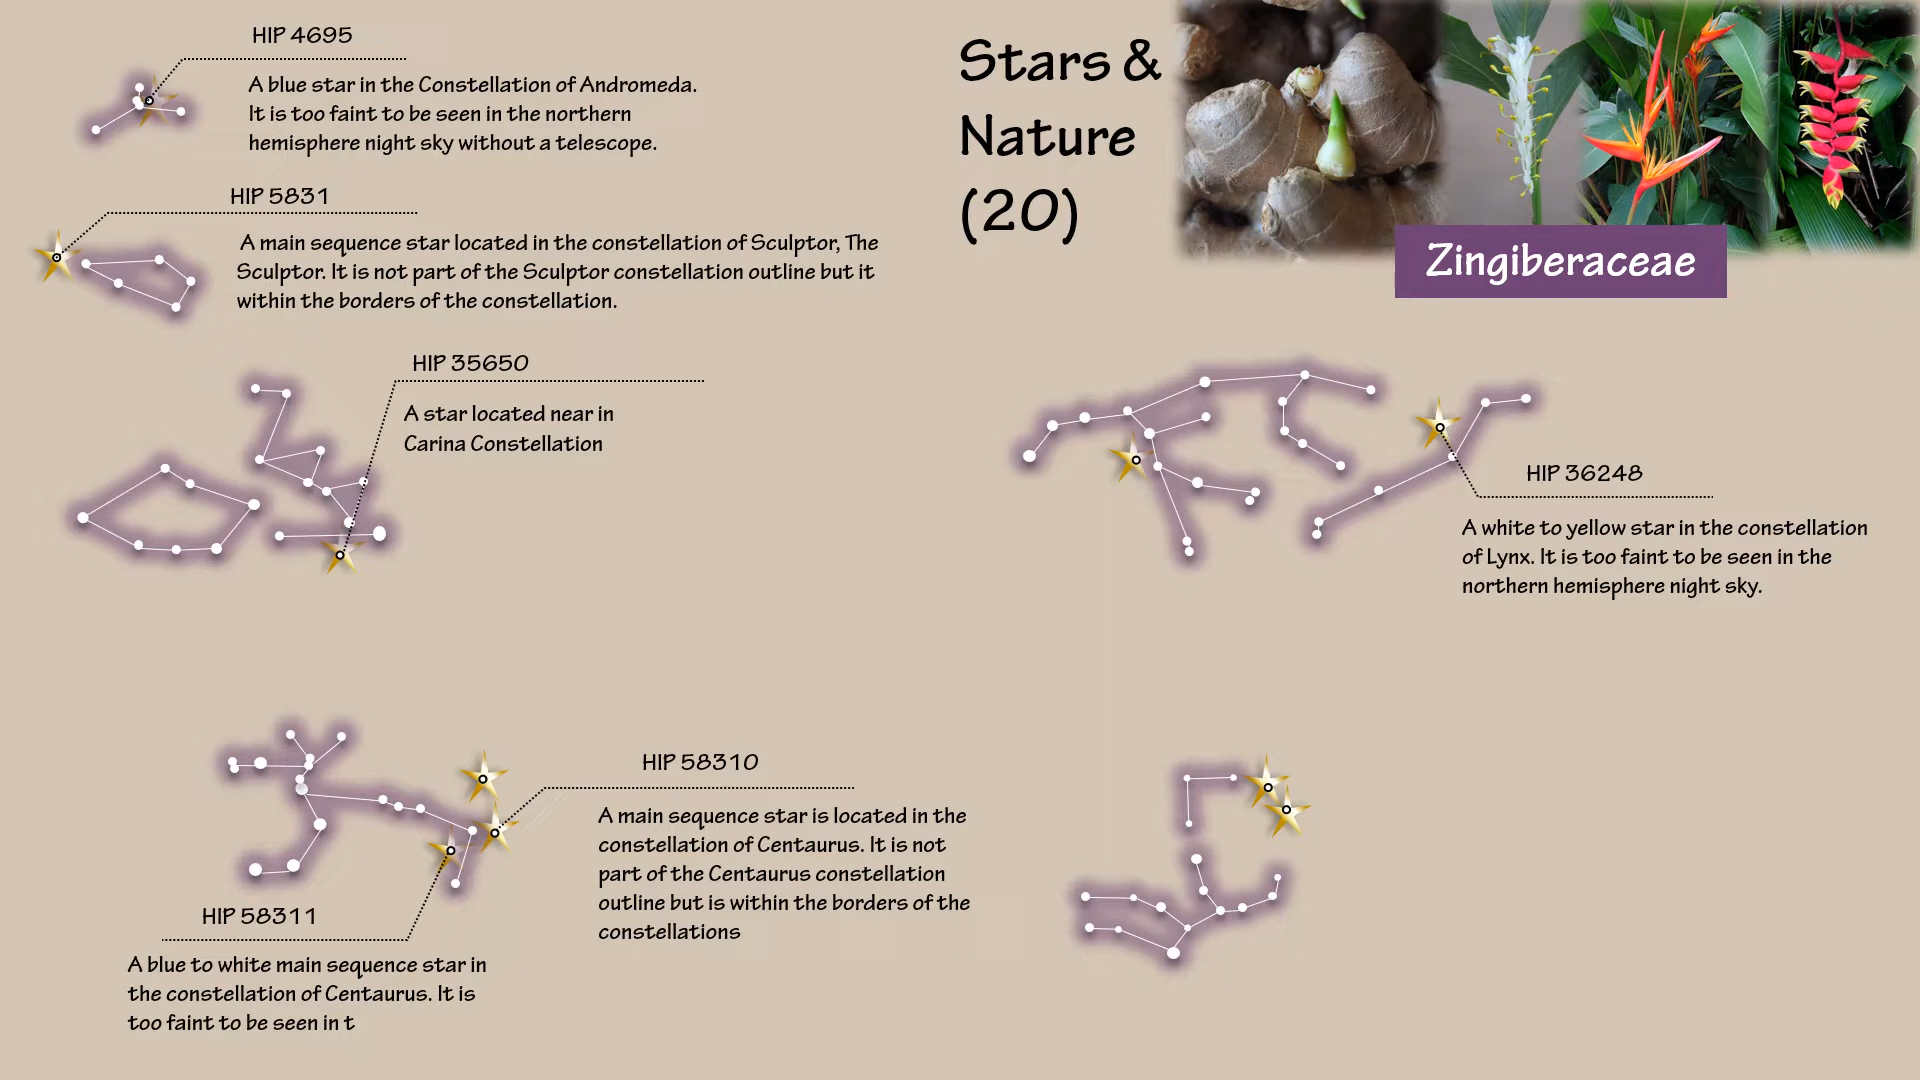 HIP 4695
A blue star in the Constellation of Andromeda.
It is too faint to be seen in the northern
hemisphere night sky without a telescope.
HIP 5831
A main sequence star located in the constellation of Sculptor, The
Sculptor. It is not part of the Sculptor constellation outline but it
within the borders of the constellation.
Stars &
Nature
(20)
Zingiberaceae
HIP 35650
A star located near in
Carina Constellation
HIP 36248
A white to yellow star in the constellation
of Lynx. It is too faint to be seen in the
northern hemisphere night sky.
HIP 58310
A main sequence star is located in the
constellation of Centaurus. It is not
part of the Centaurus constellation
outline but is within the borders of the
constellations
HIP 58311
A blue to white main sequence star in
the constellation of Centaurus. It is
too faint to be seen in t